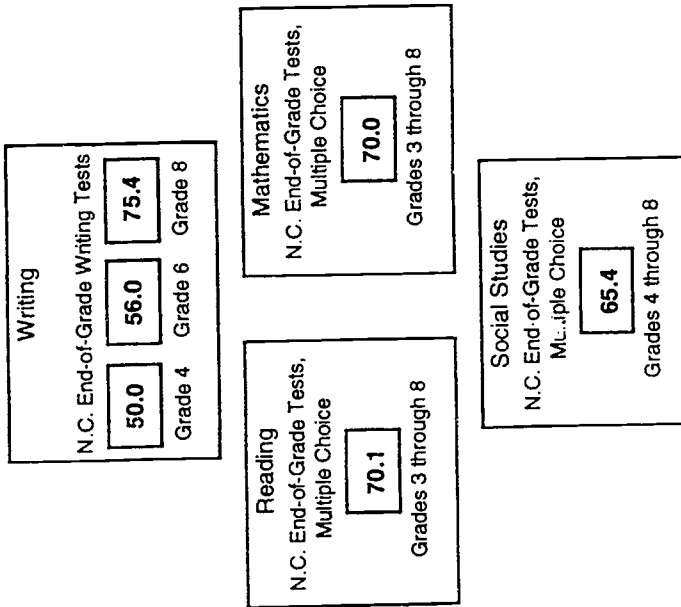 Writing
N.C. End-of-Grade Writing Tests
50.0 56.0 75.4
Grade 4 Grade 6 Grade 8
Reading
N.C. End-of-Grade Tests,
Multiple Choice
70.1
Grades 3 through 8
Mathematics
N.C. End-of-Grade Tests,
Multiple Choice
70.0
Grades 3 through 8
Social Studies
N.C. End-of-Grade Tests,
Choice
65.4
Grades 4 through 8